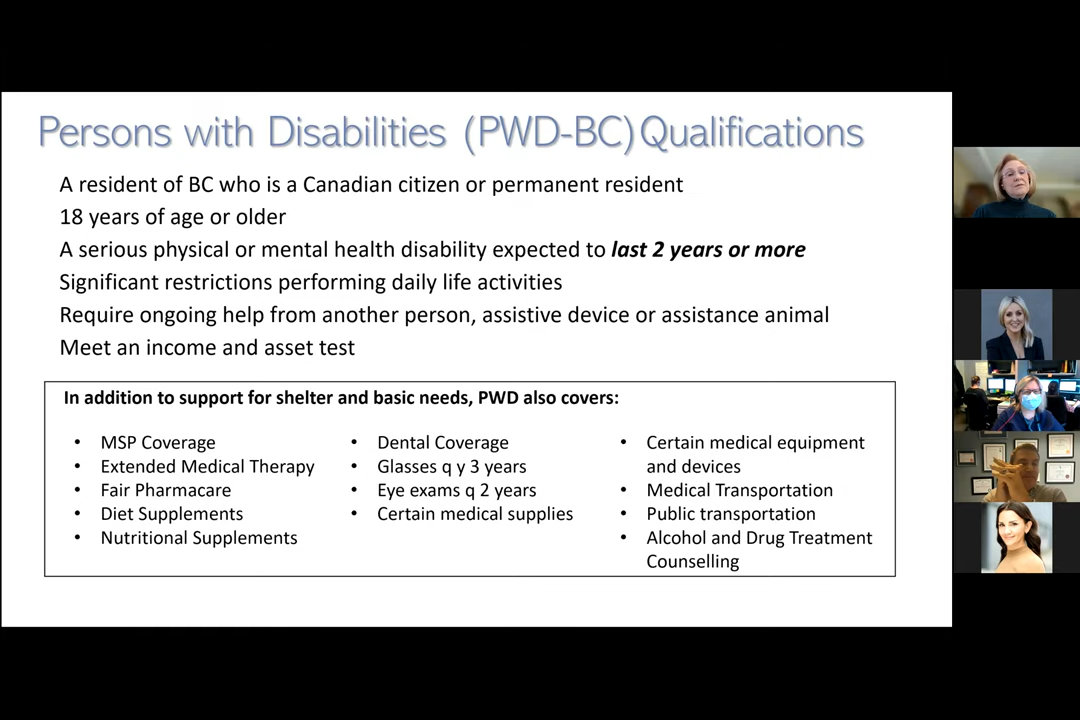 Persons with Disabilities (PWD-BC)Qualifications
A resident of BC who is a Canadian citizen or permanent resident
18 years of age or older
A serious physical or mental health disability expected to last 2 years or more
Significant restrictions performing daily life activities
Require ongoing help from another person, assistive device or assistance animal
Meet an income and asset test
In addition to support for shelter and basic needs, PWD also covers:
• MSP Coverage
• Extended Medical Therapy
• Fair Pharmacare
• Diet Supplements
• Nutritional Supplements
• Dental Coverage
• Glasses q y 3 years
• Eye exams q 2 years
• Certain medical supplies
• Certain medical equipment
and devices
• Medical Transportation
• Public transportation
• Alcohol and Drug Treatment
Counselling